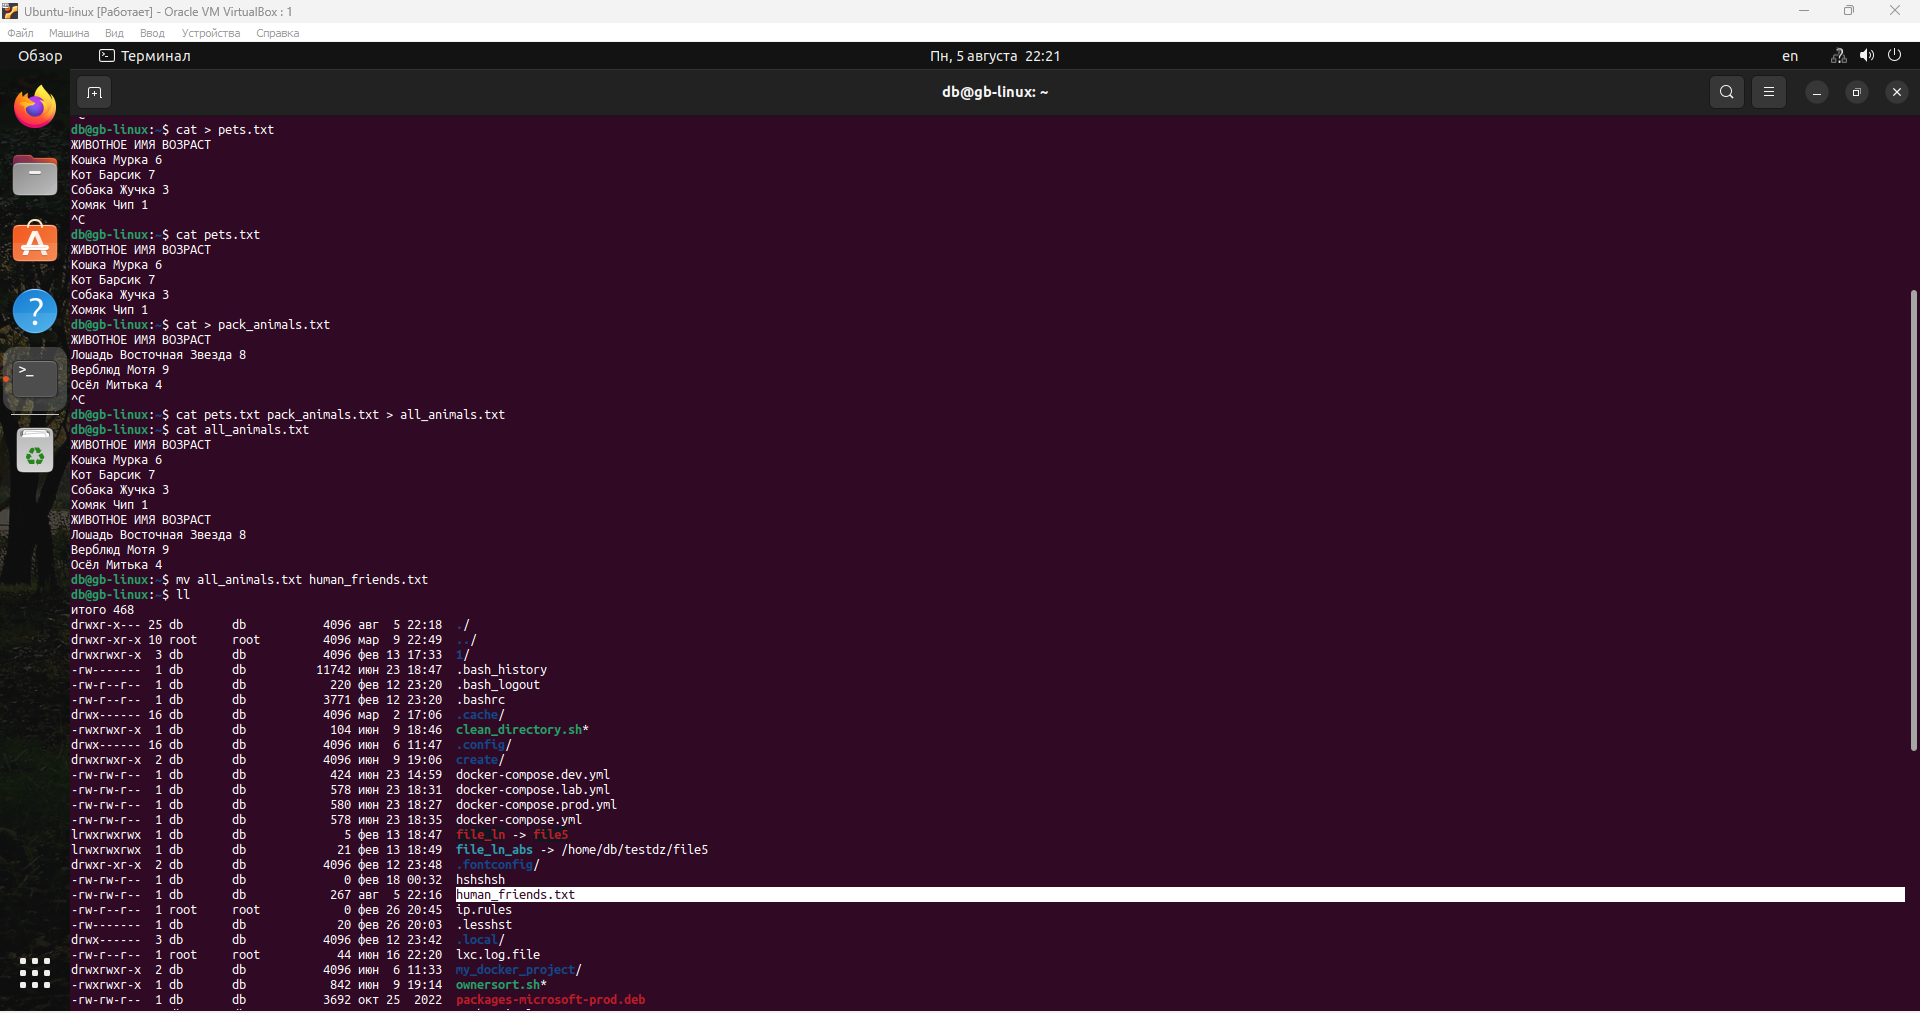 Ubuntu-linux [Работает] - Oracle VM VirtualBox : 1
Файл Машина Вид Ввод Устройства Справка
Обзор Терминал Пн, 5 августа 22:21 en
db@gb-linux: ~
db@gb-linux:~$ cat > pets.txt
ЖИВОТНОЕ ИМЯ ВОЗРАСТ
Кошка Мурка 6
Кот Барсик 7
Собака Жучка 3
Хомяк Чип 1
^C
db@gb-linux:~$ cat pets.txt
ЖИВОТНОЕ ИМЯ ВОЗРАСТ
Кошка Мурка 6
Кот Барсик 7
Собака Жучка 3
Хомяк Чип 1
db@gb-linux:~$ cat > pack_animals.txt
ЖИВОТНОЕ ИМЯ ВОЗРАСТ
Лошадь Восточная Звезда 8
Верблюд Мотя 9
Осёл Митька 4
^C
db@gb-linux:~$ cat pets.txt pack_animals.txt > all_animals.txt
db@gb-linux:~$ cat all_animals.txt
ЖИВОТНОЕ ИМЯ ВОЗРАСТ
Кошка Мурка 6
Кот Барсик 7
Собака Жучка 3
Хомяк Чип 1
ЖИВОТНОЕ ИМЯ ВОЗРАСТ
Лошадь Восточная Звезда 8
Верблюд Мотя 9
Осёл Митька 4
db@gb-linux:~$ mv all_animals.txt human_friends.txt
db@gb-linux:~$ ll
итого 468
drwxr-x--- 25 db db 4096 авг 5 22:18 ./
drwxr-xr-x 10 root root 4096 мар 9 22:49 ../
drwxrwxr-x 3 db db 4096 фев 13 17:33 1/
-rw------- 1 db db 11742 июн 23 18:47 .bash_history
-rw-r--r-- 1 db db 220 фев 12 23:20 .bash_logout
-rw-r--r-- 1 db db 3771 фев 12 23:20 .bashrc
drwx------ 16 db db 4096 мар 2 17:06 .cache/
-rwxrwxr-x 1 db db 104 июн 9 18:46 clean_directory.sh*
drwx------ 16 db db 4096 июн 6 11:47 .config/
drwxrwxr-x 2 db db 4096 июн 9 19:06 create/
-rw-rw-r-- 1 db db 424 июн 23 14:59 docker-compose.dev.yml
-rw-rw-r-- 1 db db 578 июн 23 18:31 docker-compose.lab.yml
-rw-rw-r-- 1 db db 580 июн 23 18:27 docker-compose.prod.yml
-rw-rw-r-- 1 db db 578 июн 23 18:35 docker-compose.yml
lrwxrwxrwx 1 db db 5 фев 13 18:47 file_ln -> file5
lrwxrwxrwx 1 db db 21 фев 13 18:49 file_ln_abs -> /home/db/testdz/file5
drwxr-xr-x 2 db db 4096 фев 12 23:48 .fontconfig/
-rw-rw-r-- 1 db db 0 фев 18 00:32 hshshsh
-rw-rw-r-- 1 db db 267 авг 5 22:16 human_friends.txt
-rw-r--r-- 1 root root 0 фев 26 20:45 ip.rules
-rw------- 1 db db 20 фев 26 20:03 .lesshst
drwx------ 3 db db 4096 фев 12 23:42 .local/
-rw-r--r-- 1 root root 44 июн 16 22:20 lxc.log.file
drwxrwxr-x 2 db db 4096 июн 6 11:33 my_docker_project/
-rwxrwxr-x 1 db db 842 июн 9 19:14 ownersort.sh*
-rw-rw-r-- 1 db db 3692 окт 25 2022 packages-microsoft-prod.deb